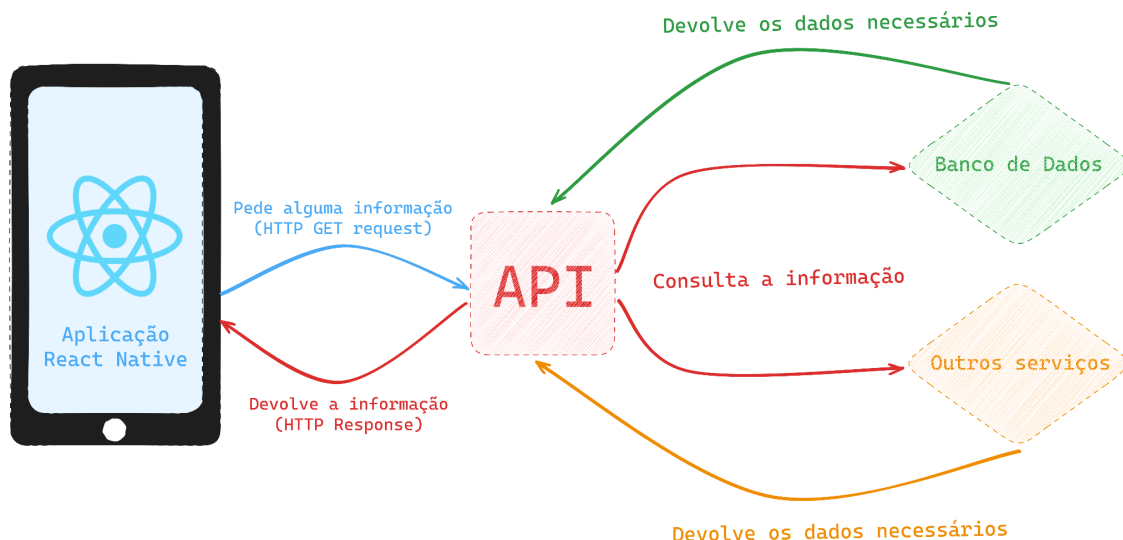 Devolve os dados necessários
Banco de Dados
Pede alguma informação
(HTTP GET request)
API
Consulta a informação
Aplicação
React Native
Outros serviços
Devolve a informação
(HTTP Response)
Devolve os dados necessários